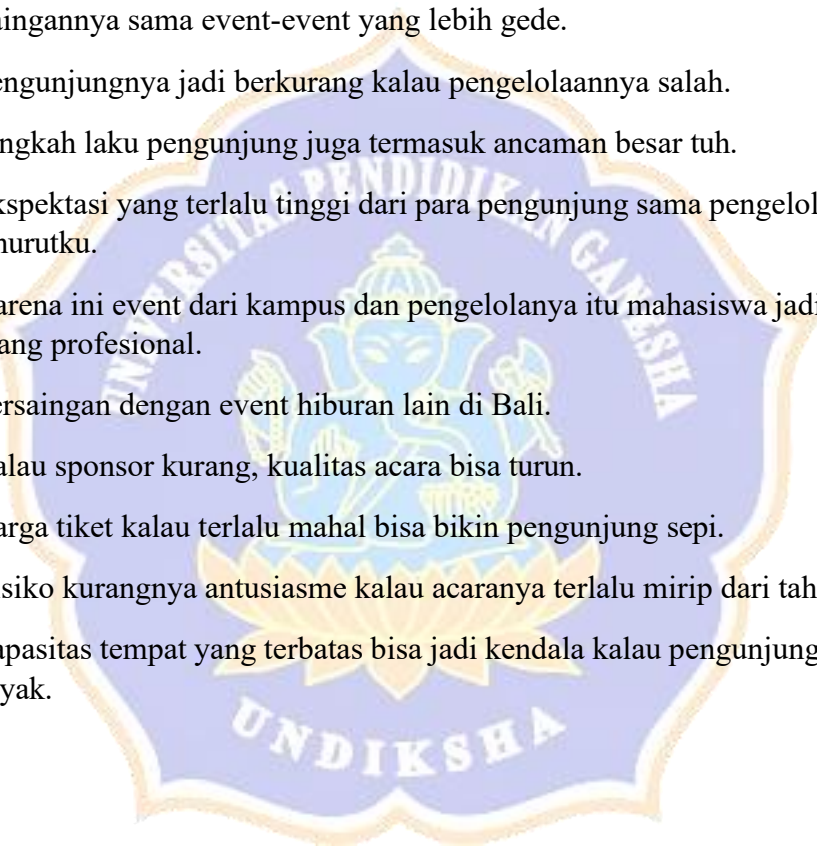 aingannya sama event-event yang lebih gede.
engunjungnya jadi berkurang kalau pengelolaannya salah.
ngkah laku pengunjung juga termasuk ancaman besar tuh.
kspektasi yang terlalu tinggi dari para pengunjung sama pengelol
nurutku.
arena ini event dari kampus dan pengelolanya itu mahasiswa jadi
ang profesional.
ersaingan dengan event hiburan lain di Bali.
alau sponsor kurang, kualitas acara bisa turun.
arga tiket kalau terlalu mahal bisa bikin pengunjung sepi.
siko kurangnya antusiasme kalau acaranya terlalu mirip dari tah
apasitas tempat yang terbatas bisa jadi kendala kalau pengunjung
yak.
UNIVERSITAS PENDIDIKAN GANESHA
UNDIKSHA